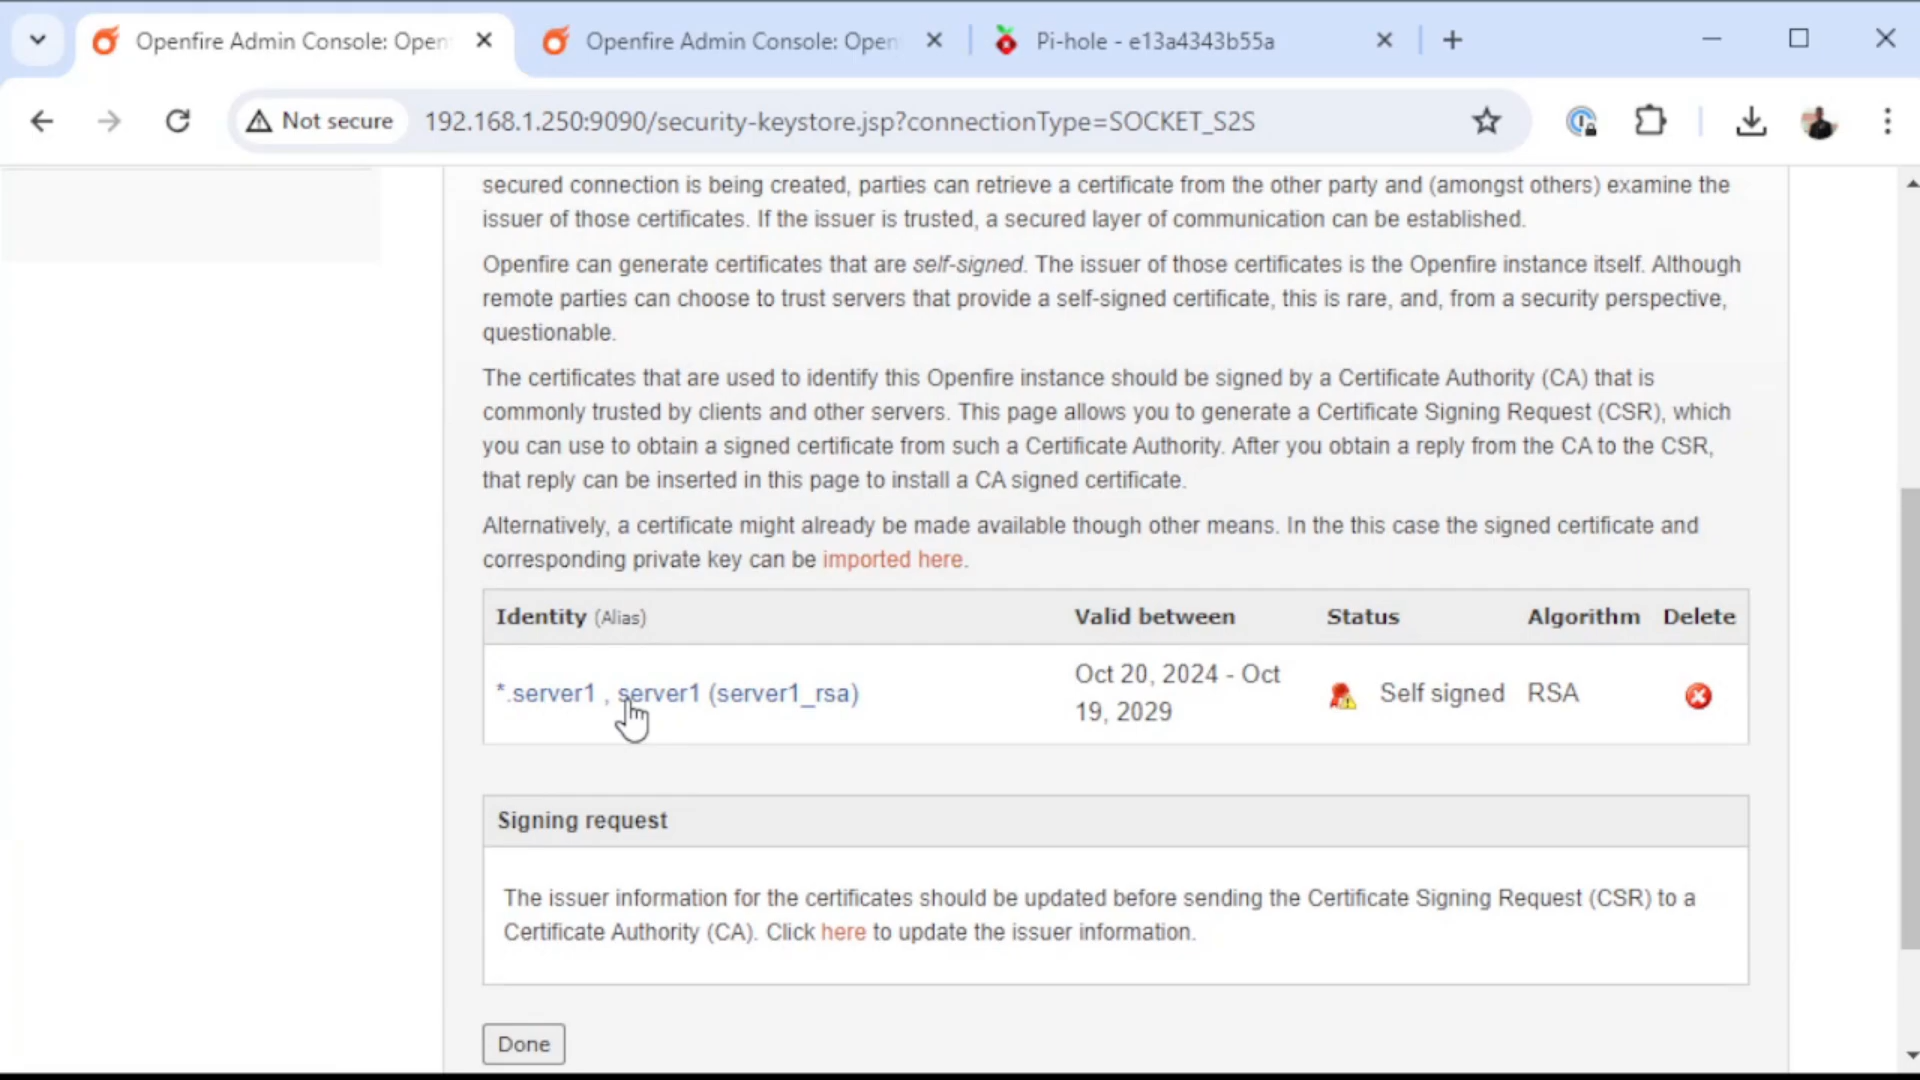 Openfire Admin Console: Open
Openfire Admin Console: Open
Pi-hole - e13a4343b55a
Not secure
192.168.1.250:9090/security-keystore.jsp?connectionType=SOCKET_S2S
secured connection is being created, parties can retrieve a certificate from the other party and (amongst others) examine the
issuer of those certificates. If the issuer is trusted, a secured layer of communication can be established.
Openfire can generate certificates that are self-signed. The issuer of those certificates is the Openfire instance itself. Although
remote parties can choose to trust servers that provide a self-signed certificate, this is rare, and, from a security perspective,
questionable.
The certificates that are used to identify this Openfire instance should be signed by a Certificate Authority (CA) that is
commonly trusted by clients and other servers. This page allows you to generate a Certificate Signing Request (CSR), which
you can use to obtain a signed certificate from such a Certificate Authority. After you obtain a reply from the CA to the CSR,
that reply can be inserted in this page to install a CA signed certificate.
Alternatively, a certificate might already be made available though other means. In the this case the signed certificate and
corresponding private key can be imported here.
Identity (Alias) Valid between Status Algorithm Delete
*.server1 , server1 (server1_rsa) Oct 20, 2024 - Oct
19, 2029 Self signed RSA
Signing request
The issuer information for the certificates should be updated before sending the Certificate Signing Request (CSR) to a
Certificate Authority (CA). Click here to update the issuer information.
Done